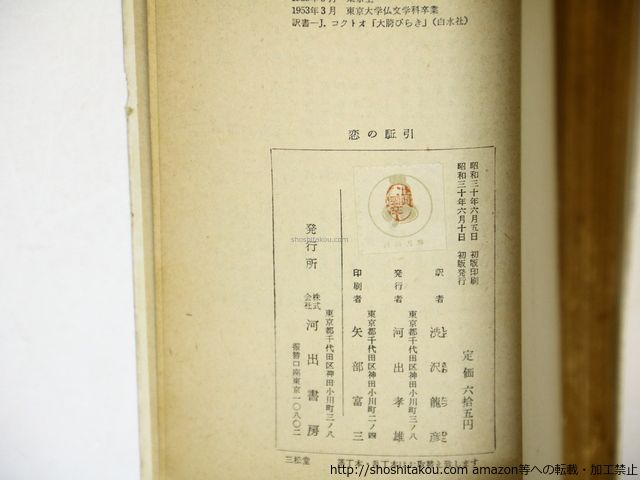 1953年3月　東京大学仏文学科卒業
訳書―J. コクトオ「大胯びらき」(白水社)
恋の駈引
昭和三十年六月五日　初版印刷
昭和三十年六月十日　初版発行
定価 六拾五円
訳者　渋沢龍彦
発行者　河出孝雄
東京都千代田区神田小川町三ノ八
印刷者　矢部富三
東京都千代田区神田小川町二ノ四
発行所
株式会社 河出書房
東京都千代田区神田小川町三ノ八
振替口座東京一〇八〇二
三松堂
shoshitakou.com
http://shoshitakou.com amazon等への転載・加工禁止